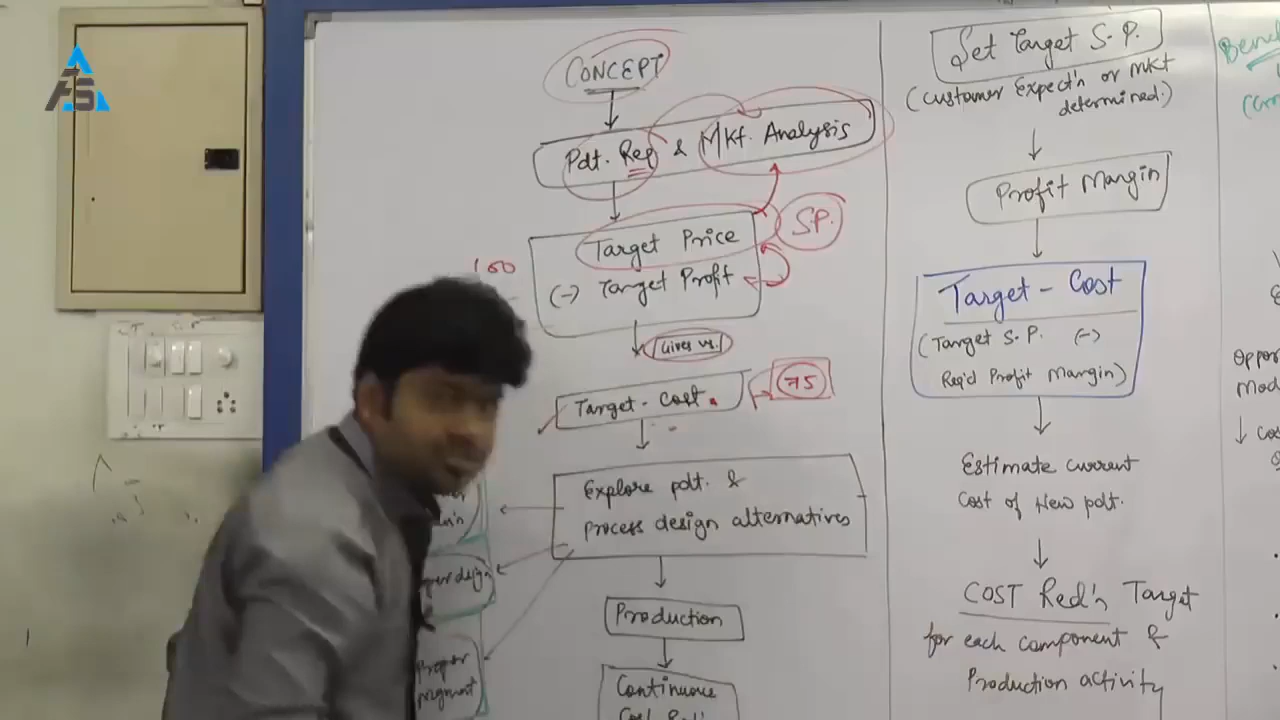 CONCEPT
Pdt. Req & Mkt. Analysis
Target Price
S.P.
100
(-) Target Profit
Gives us
Target-Cost.
75
Explore pdt. &
process design alternatives
design
Proper
Production
Continuous
Set Target S.P.
(Customer Expect'n or MKt
determined.)
Profit Margin
Target-Cost
(Target S.P. (-)
Req'd Profit Margin)
Estimate current
Cost of New pdt.
COST Red'n Target
for each component &
Production activity